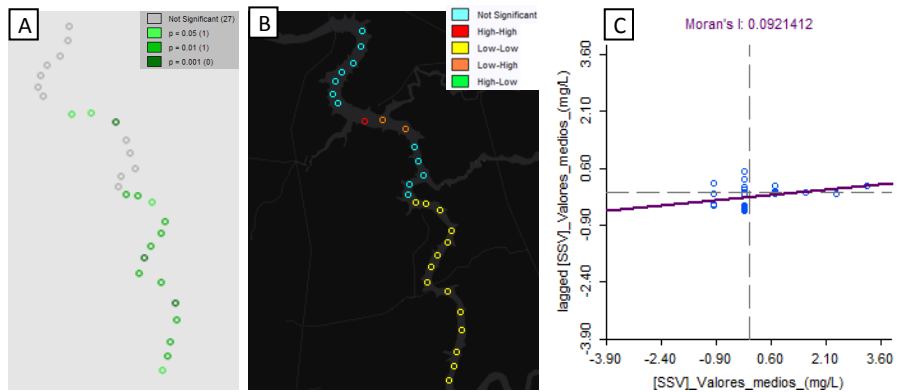 A
Not Significant (27)
p = 0.05 (1)
p = 0.01 (1)
p = 0.001 (0)
B
Not Significant
High-High
Low-Low
Low-High
High-Low
C
Moran's I: 0.0921412
lagged [SSV]_Valores_medios_(mg/L)
3.60
2.10
0.60
-0.90
-2.40
-3.90
-3.90
-2.40
-0.90
0.60
2.10
3.60
[SSV]_Valores_medios_(mg/L)